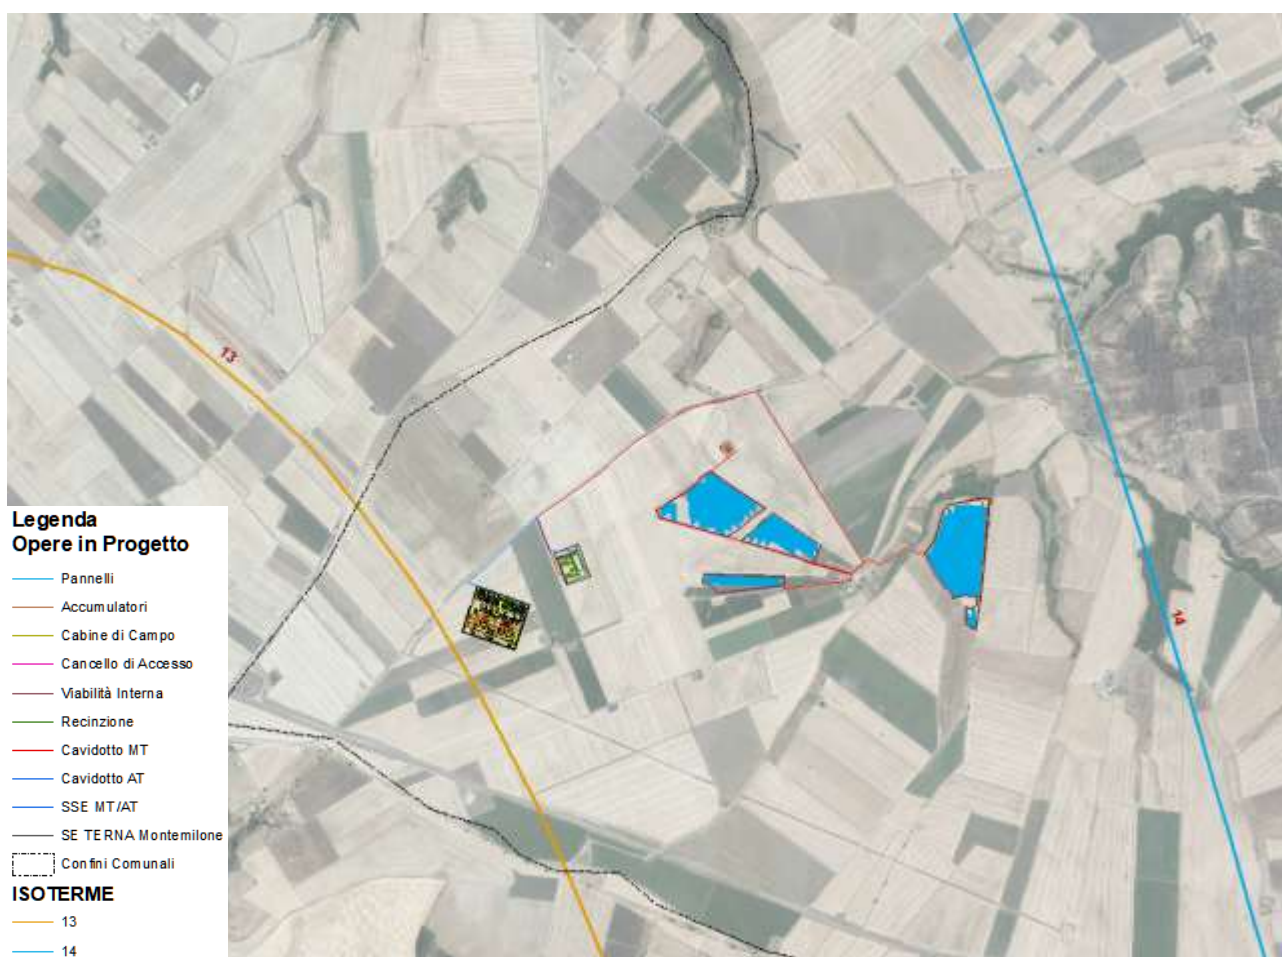 13
14
Legenda
Opere in Progetto
Pannelli
Accumulatori
Cabine di Campo
Cancello di Accesso
Viabilità Interna
Recinzione
Cavidotto MT
Cavidotto AT
SSE MT/AT
SE TERNA Montemilone
Confini Comunali
ISOTERME
13
14